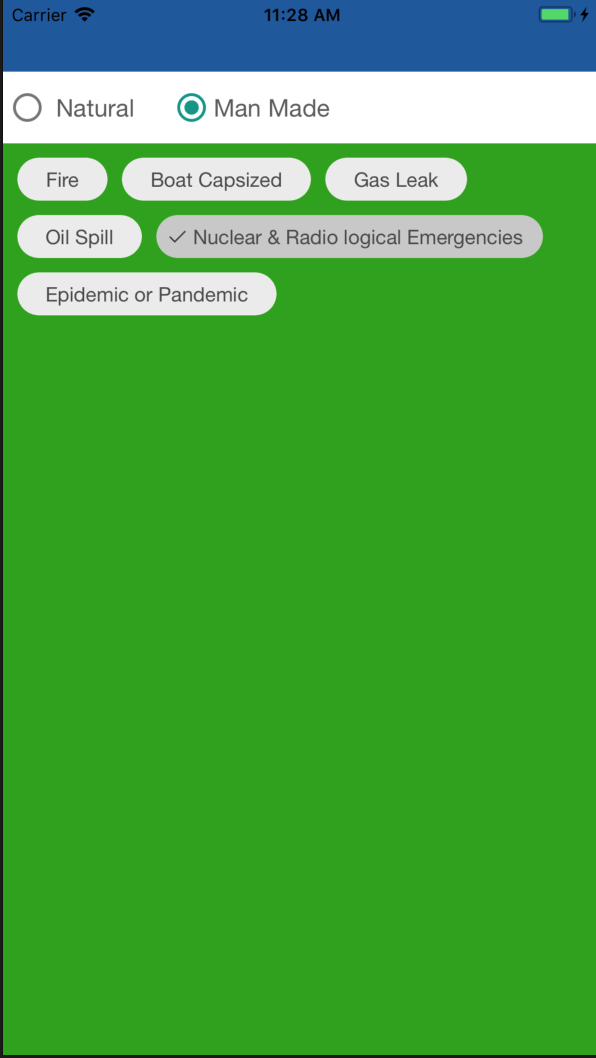 Carrier 11:28 AM
Natural Man Made
Fire Boat Capsized Gas Leak
Oil Spill Nuclear & Radio logical Emergencies
Epidemic or Pandemic